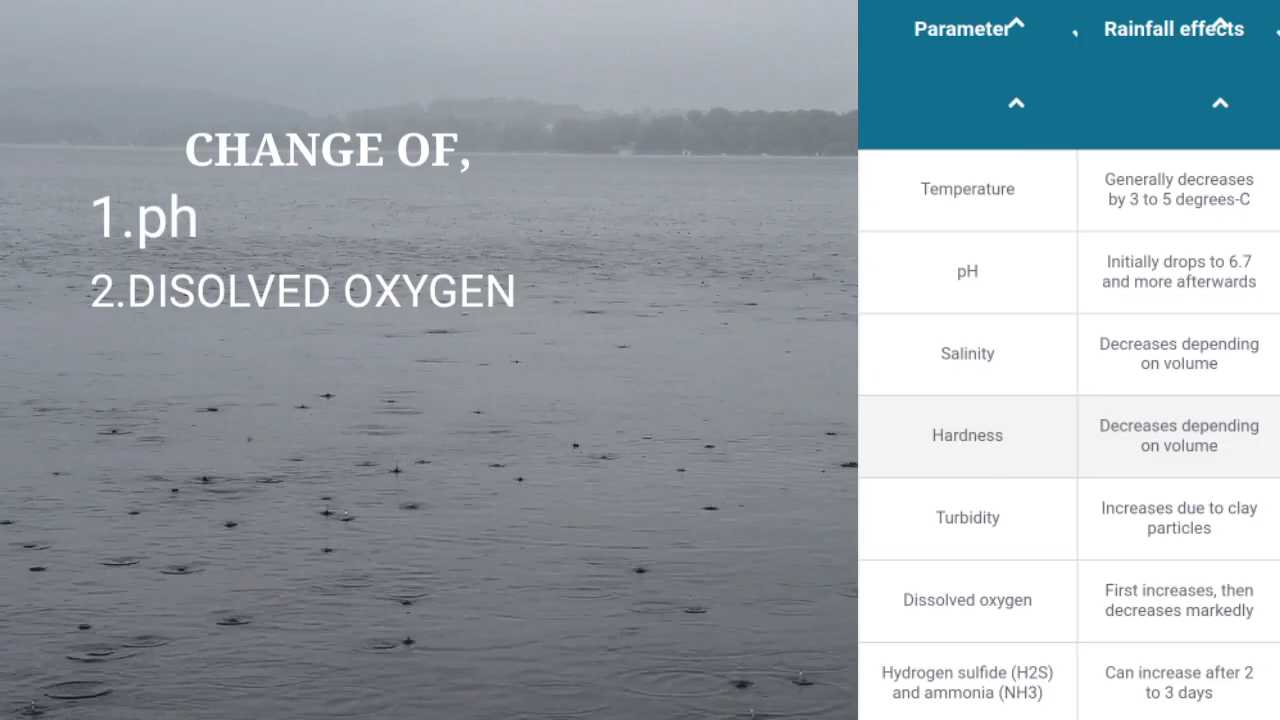 CHANGE OF,
1.ph
2.DISOLVED OXYGEN
Parameter
Rainfall effects
Temperature
Generally decreases
by 3 to 5 degrees-C
pH
Initially drops to 6.7
and more afterwards
Salinity
Decreases depending
on volume
Hardness
Decreases depending
on volume
Turbidity
Increases due to clay
particles
Dissolved oxygen
First increases, then
decreases markedly
Hydrogen sulfide (H2S)
and ammonia (NH3)
Can increase after 2
to 3 days